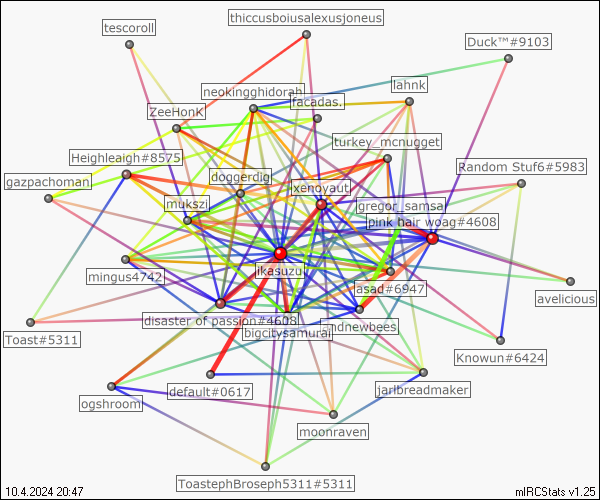 tescoroll
thiccusboiusalexusjoneus
Duck™#9103
neokingghidorah
lahnk
facadas.
ZeeHonK
turkey_mcnugget
Heighleaigh#8575
Random Stuf6#5983
doggerdig
gazpachoman
xenoyaut
mukszi
gregor_samsa
pink hair woag#4608
ikasuzu
mingus4742
asad#6947
avelicious
disaster of passion#4608
ndnewbees
bigcitysamurai
Toast#5311
Knowun#6424
default#0617
jarlbreadmaker
ogshroom
moonraven
ToastephBroseph5311#5311
10.4.2024 20:47
mIRCStats v1.25